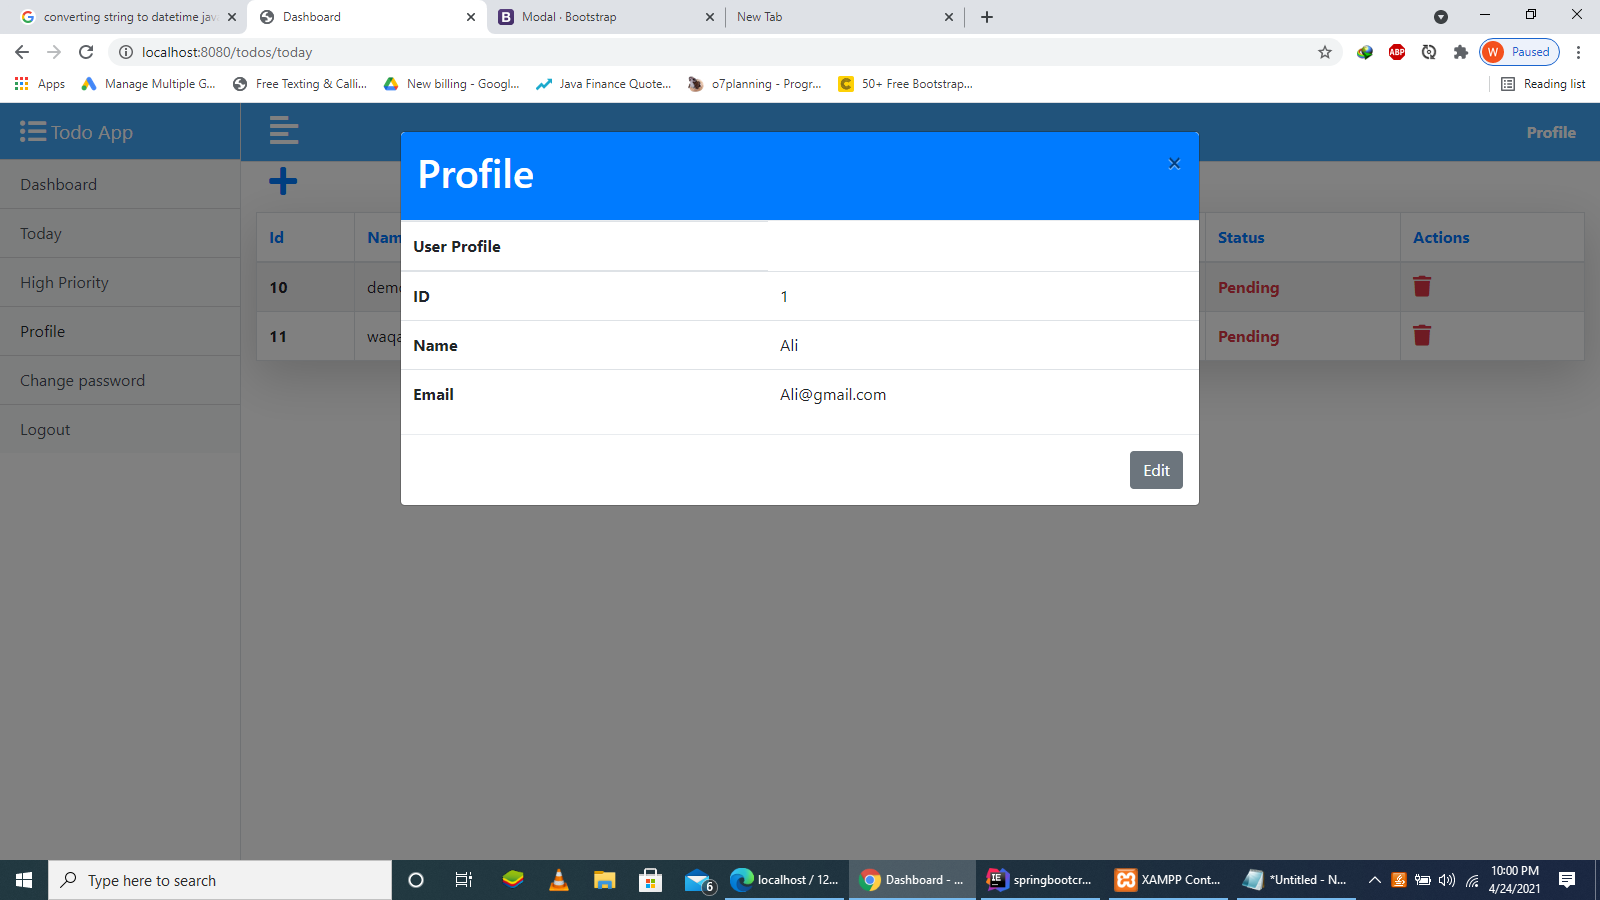 converting string to datetime jav
Dashboard
Modal · Bootstrap
New Tab
localhost:8080/todos/today
ABP
W Paused
Apps
Manage Multiple G...
Free Texting & Calli...
New billing - Googl...
Java Finance Quote...
o7planning - Progr...
50+ Free Bootstrap...
Reading list
Todo App
Profile
Dashboard
Today
High Priority
Profile
Change password
Logout
Id Nam Status Actions
10 dem Pending
11 waqa Pending
Profile
×
User Profile
ID 1
Name Ali
Email Ali@gmail.com
Edit
Type here to search
6
localhost / 12...
Dashboard - ...
springbootcr...
XAMPP Cont...
*Untitled - N...
10:00 PM
4/24/2021